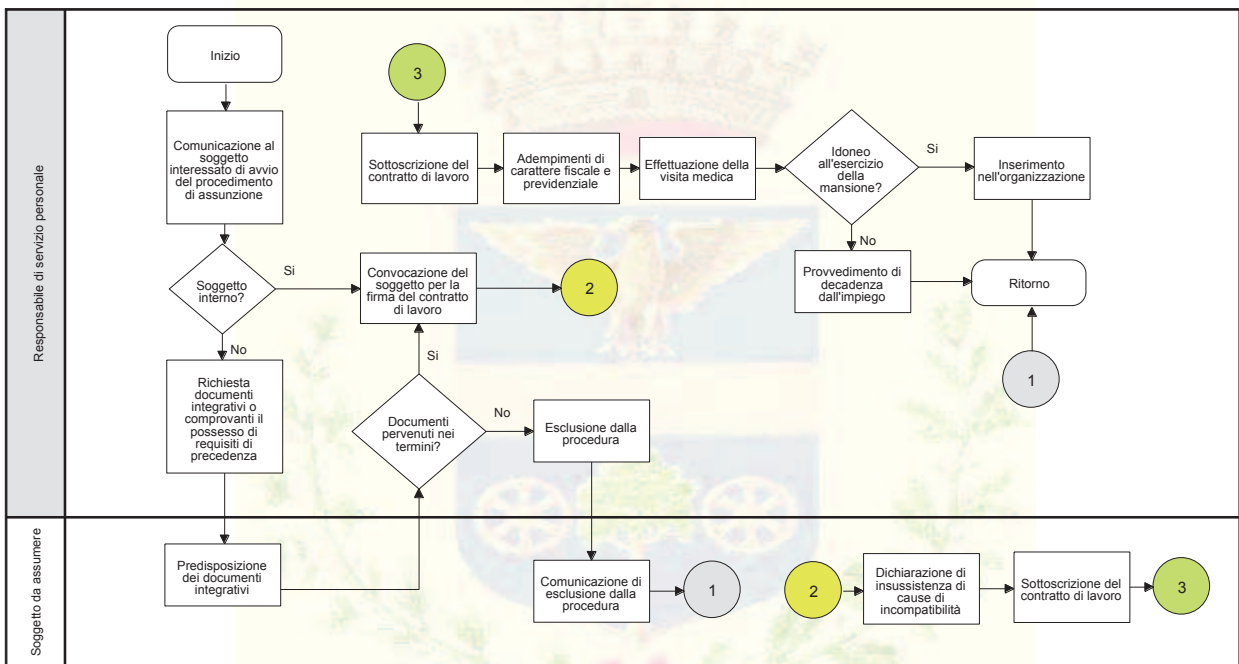 Responsabile di servizio personale
Inizio
Comunicazione al
soggetto
interessato di avvio
del procedimento
di assunzione
Soggetto
interno?
Si
No
Richiesta
documenti
integrativi o
comprovanti il
possesso di
requisiti di
precedenza
3
Sottoscrizione del
contratto di lavoro
Adempimenti di
carattere fiscale e
previdenziale
Effettuazione della
visita medica
Idoneo
all'esercizio
della
mansione?
Si
No
Inserimento
nell'organizzazione
Provvedimento di
decadenza
dall'impiego
Ritorno
1
Convocazione del
soggetto per la
firma del contratto
di lavoro
2
Si
Documenti
pervenuti nei
termini?
No
Esclusione dalla
procedura
Soggetto da assumere
Predisposizione
dei documenti
integrativi
Comunicazione di
esclusione dalla
procedura
1
2
Dichiarazione di
insussistenza di
cause di
incompatibilità
Sottoscrizione del
contratto di lavoro
3